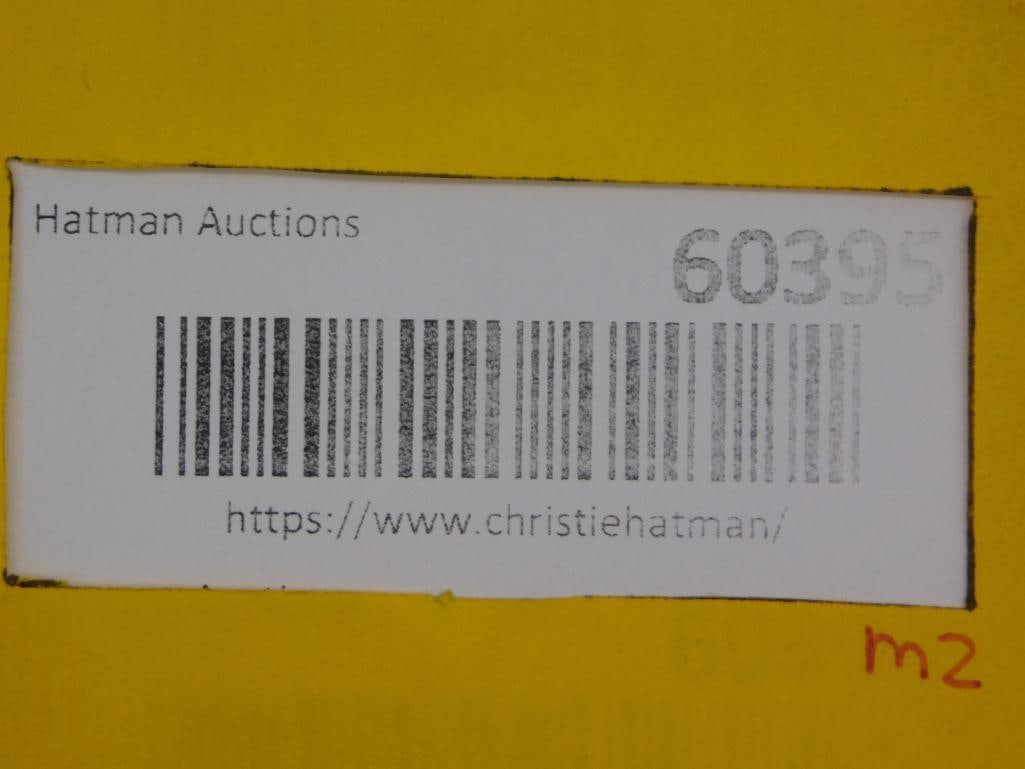 Hatman Auctions
60395
https://www.christiehatman/
m2